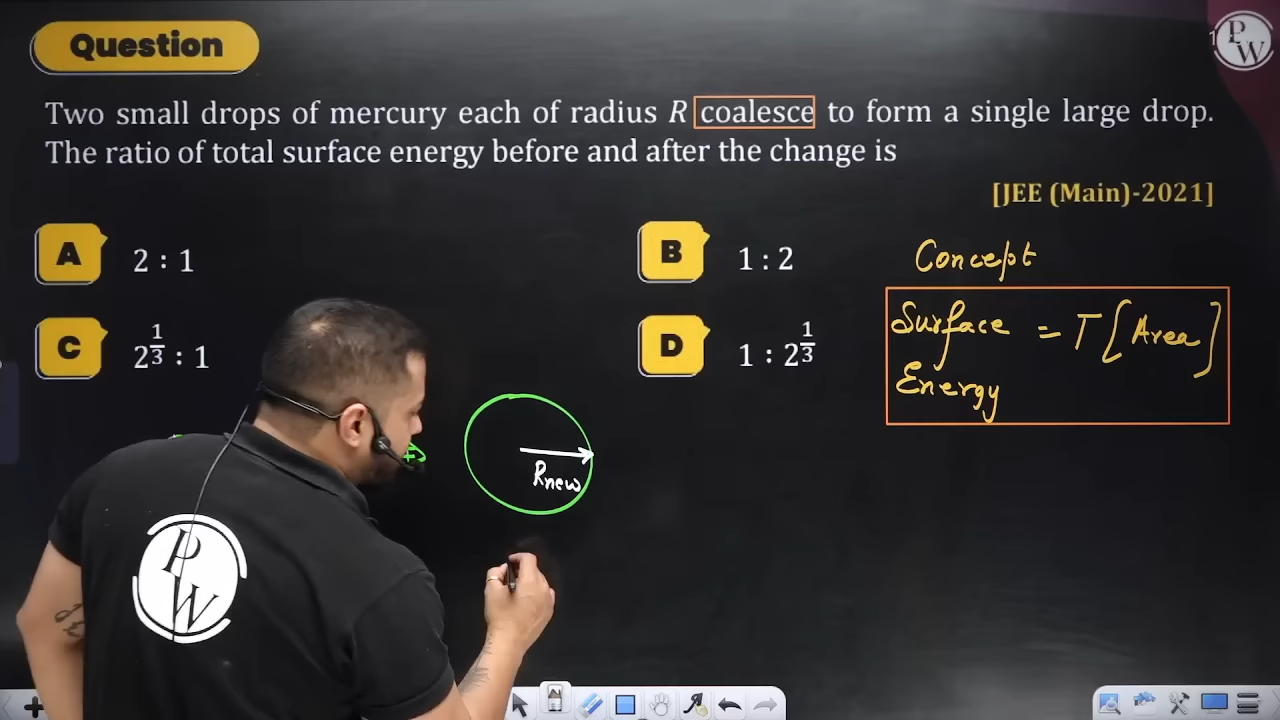 Question
Two small drops of mercury each of radius R coalesce to form a single large drop.
The ratio of total surface energy before and after the change is
[JEE (Main)-2021]
A 2 : 1
B 1 : 2
C 2^{1/3} : 1
D 1 : 2^{1/3}
Concept
Surface = T [Area]
Energy
Rnew
PW
PW